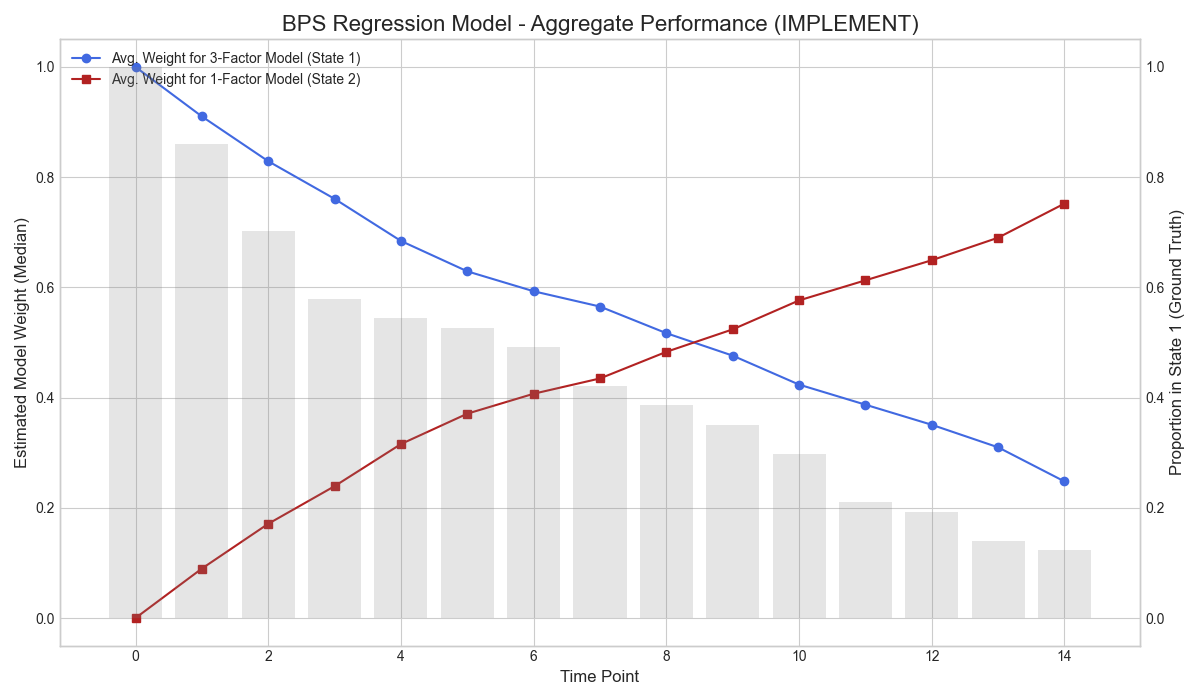 BPS Regression Model - Aggregate Performance (IMPLEMENT)
Avg. Weight for 3-Factor Model (State 1)
Avg. Weight for 1-Factor Model (State 2)
Estimated Model Weight (Median)
1.0
0.8
0.6
0.4
0.2
0.0
1.0
0.8
0.6
0.4
0.2
0.0
Proportion in State 1 (Ground Truth)
0 2 4 6 8 10 12 14
Time Point